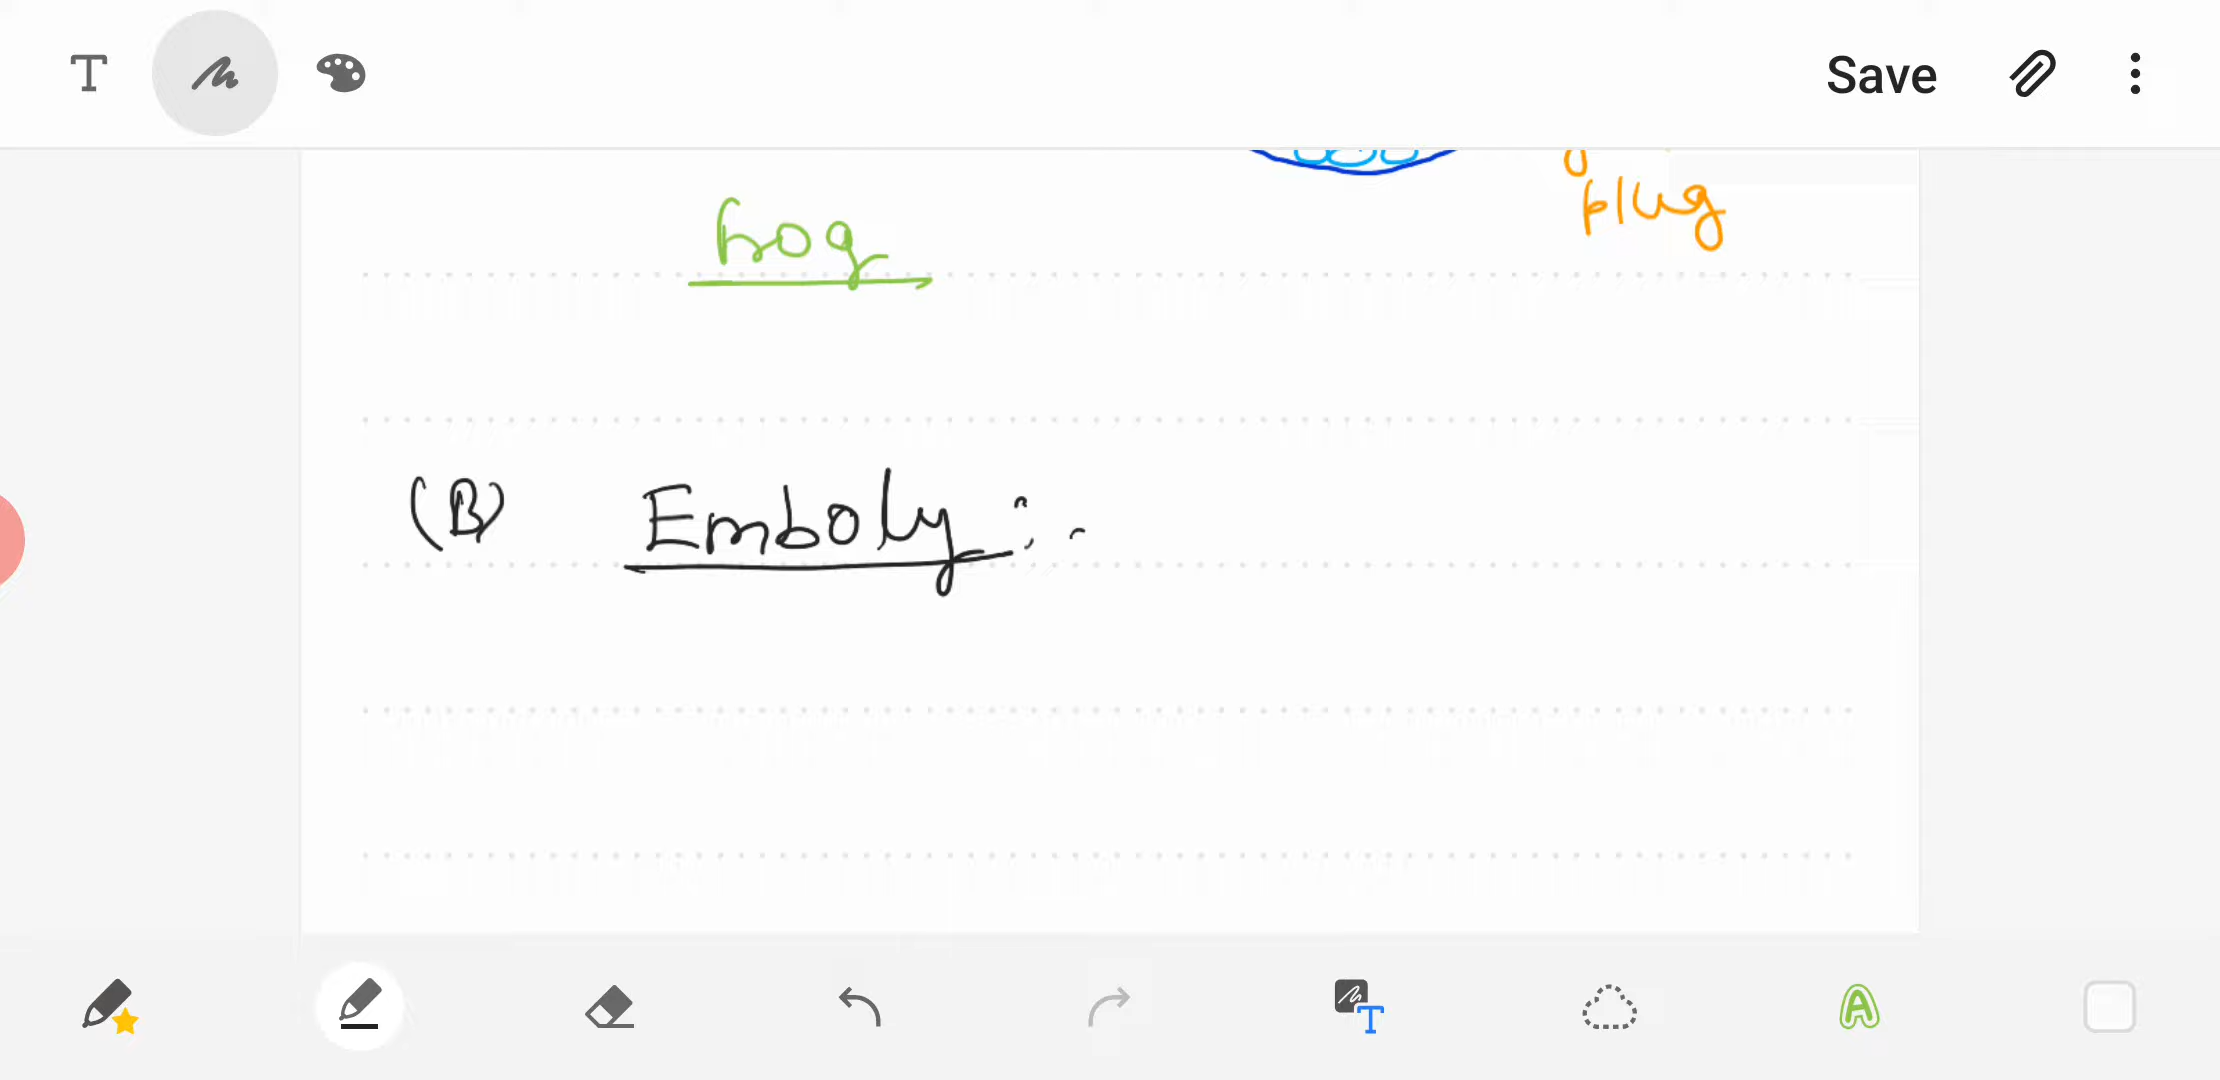 T Save
plug
frog
(B) Emboly :-
T A